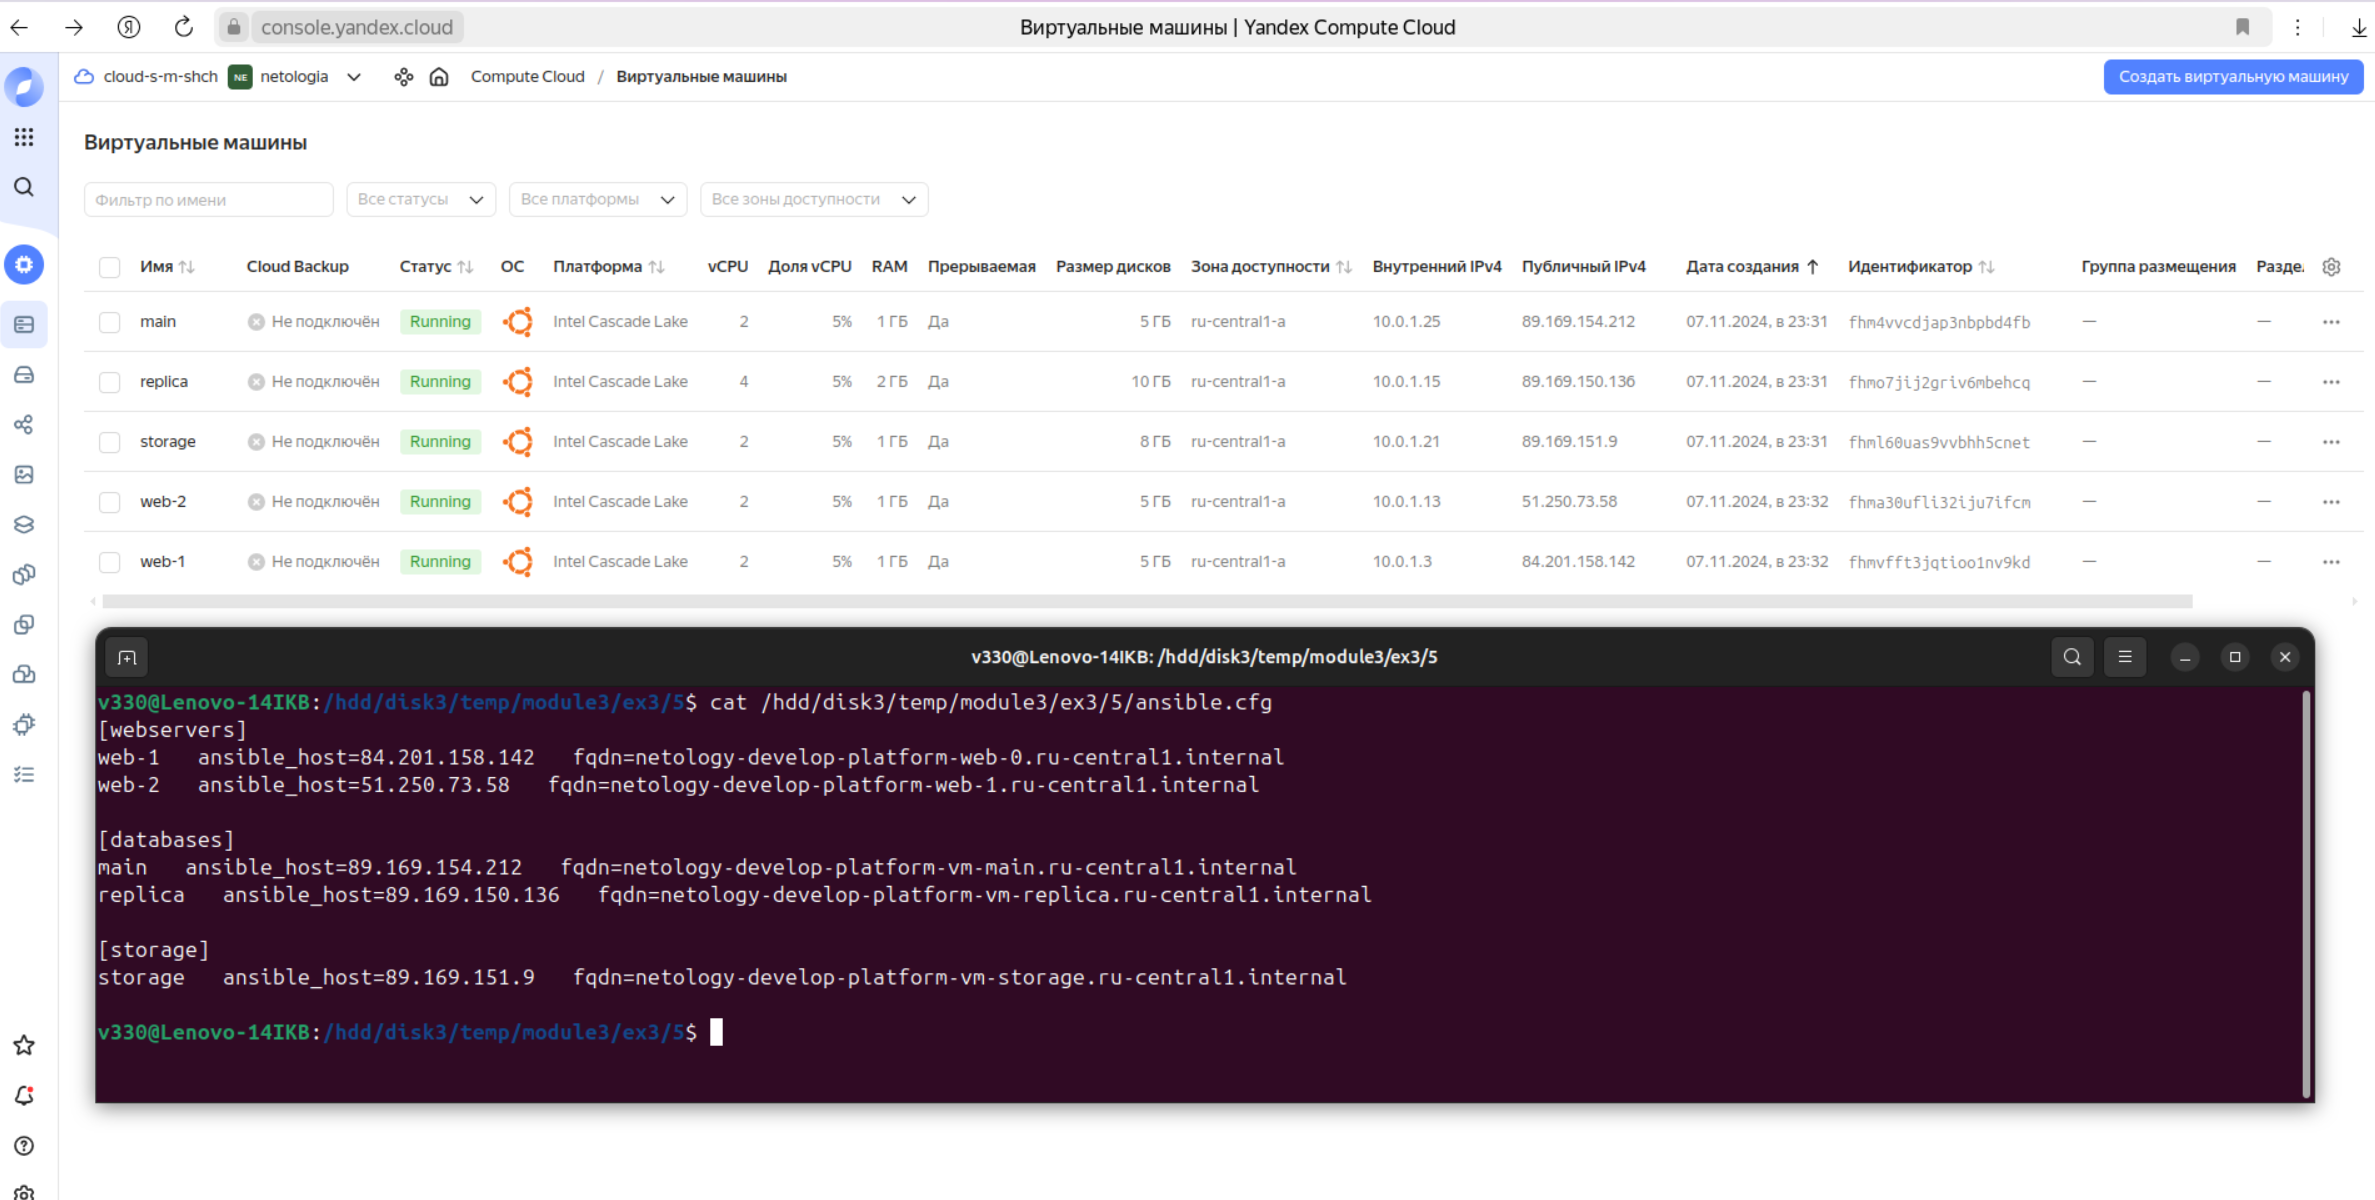 console.yandex.cloud Виртуальные машины | Yandex Compute Cloud
cloud-s-m-shch NE netologia Compute Cloud / Виртуальные машины Создать виртуальную машину
Виртуальные машины
Фильтр по имени Все статусы Все платформы Все зоны доступности
Имя Cloud Backup Статус ОС Платформа vCPU Доля vCPU RAM Прерываемая Размер дисков Зона доступности Внутренний IPv4 Публичный IPv4 Дата создания Идентификатор Группа размещения Разде.
main Не подключён Running Intel Cascade Lake 2 5% 1 ГБ Да 5 ГБ ru-central1-a 10.0.1.25 89.169.154.212 07.11.2024, в 23:31 fhm4vvcdjap3nbpbd4fb — —
replica Не подключён Running Intel Cascade Lake 4 5% 2 ГБ Да 10 ГБ ru-central1-a 10.0.1.15 89.169.150.136 07.11.2024, в 23:31 fhmo7jij2griv6mbehcq — —
storage Не подключён Running Intel Cascade Lake 2 5% 1 ГБ Да 8 ГБ ru-central1-a 10.0.1.21 89.169.151.9 07.11.2024, в 23:31 fhml60uas9vvbhh5cnet — —
web-2 Не подключён Running Intel Cascade Lake 2 5% 1 ГБ Да 5 ГБ ru-central1-a 10.0.1.13 51.250.73.58 07.11.2024, в 23:32 fhma30ufli32iju7ifcm — —
web-1 Не подключён Running Intel Cascade Lake 2 5% 1 ГБ Да 5 ГБ ru-central1-a 10.0.1.3 84.201.158.142 07.11.2024, в 23:32 fhmvfft3jqtioo1nv9kd — —
v330@Lenovo-14IKB: /hdd/disk3/temp/module3/ex3/5
v330@Lenovo-14IKB:/hdd/disk3/temp/module3/ex3/5$ cat /hdd/disk3/temp/module3/ex3/5/ansible.cfg
[webservers]
web-1   ansible_host=84.201.158.142   fqdn=netology-develop-platform-web-0.ru-central1.internal
web-2   ansible_host=51.250.73.58   fqdn=netology-develop-platform-web-1.ru-central1.internal
[databases]
main   ansible_host=89.169.154.212   fqdn=netology-develop-platform-vm-main.ru-central1.internal
replica   ansible_host=89.169.150.136   fqdn=netology-develop-platform-vm-replica.ru-central1.internal
[storage]
storage   ansible_host=89.169.151.9   fqdn=netology-develop-platform-vm-storage.ru-central1.internal
v330@Lenovo-14IKB:/hdd/disk3/temp/module3/ex3/5$